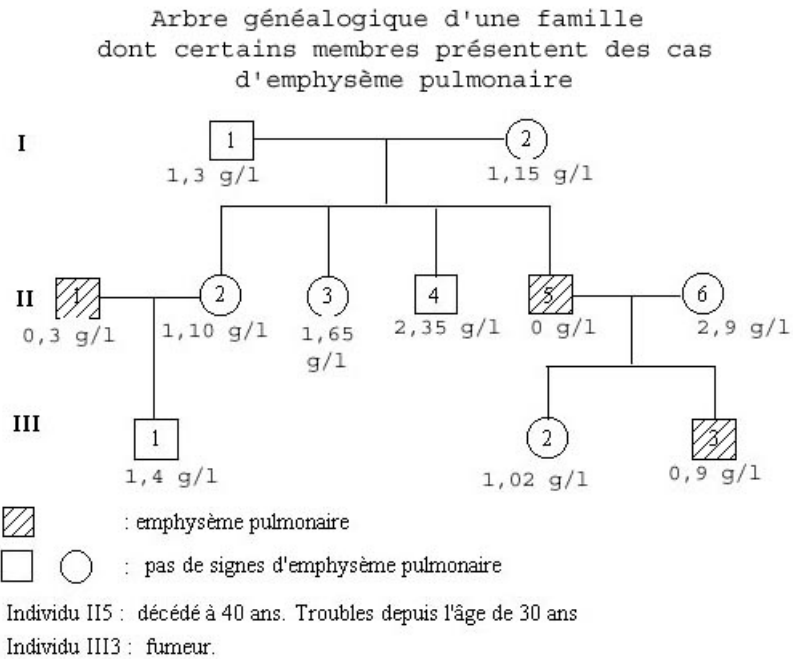 Arbre généalogique d'une famille
dont certains membres présentent des cas
d'emphysème pulmonaire
I 1 2
1,3 g/l 1,15 g/l
II 1 2 3 4 5 6
0,3 g/l 1,10 g/l 1,65 2,35 g/l 0 g/l 2,9 g/l
g/l
III 1 2 3
1,4 g/l 1,02 g/l 0,9 g/l
: emphysème pulmonaire
: pas de signes d'emphysème pulmonaire
Individu II5 : décédé à 40 ans. Troubles depuis l'âge de 30 ans
Individu III3 : fumeur.